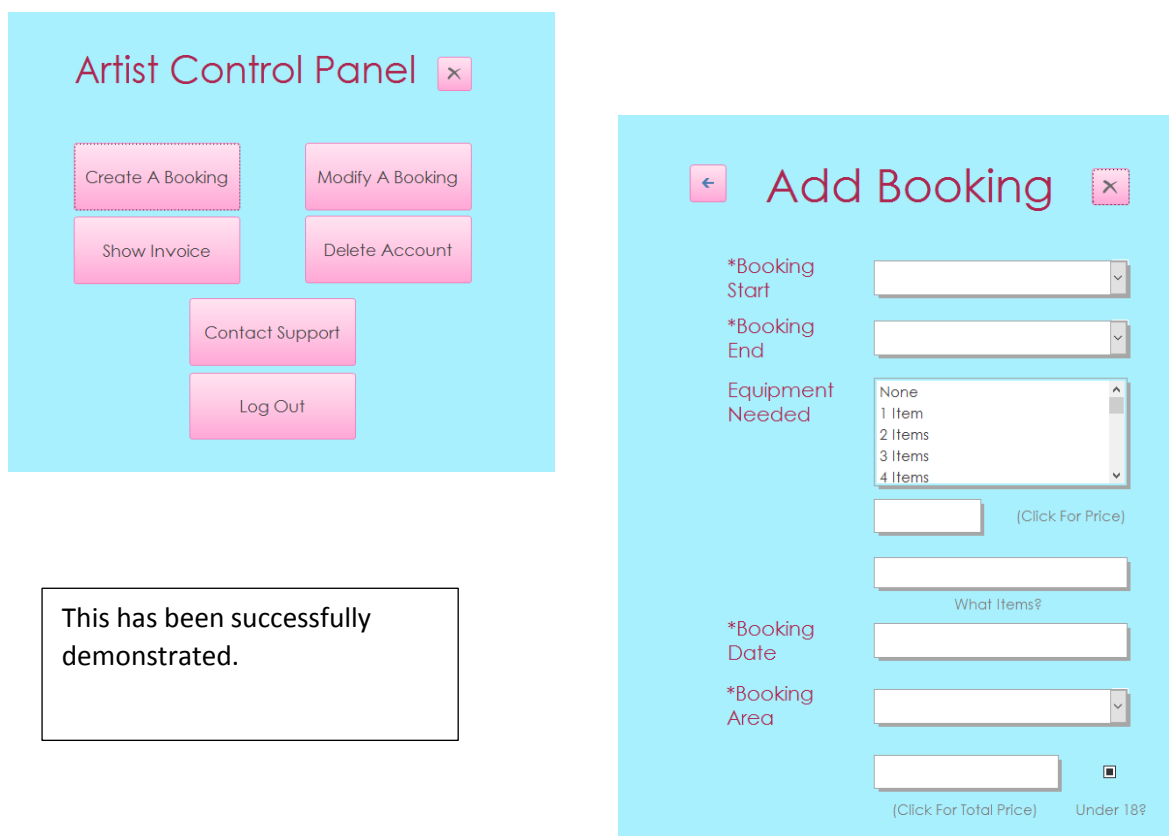 Artist Control Panel
Create A Booking
Modify A Booking
Show Invoice
Delete Account
Contact Support
Log Out
This has been successfully
demonstrated.
Add Booking
*Booking
Start
*Booking
End
Equipment
Needed
None
1 Item
2 Items
3 Items
4 Items
(Click For Price)
What Items?
*Booking
Date
*Booking
Area
(Click For Total Price)
Under 18?